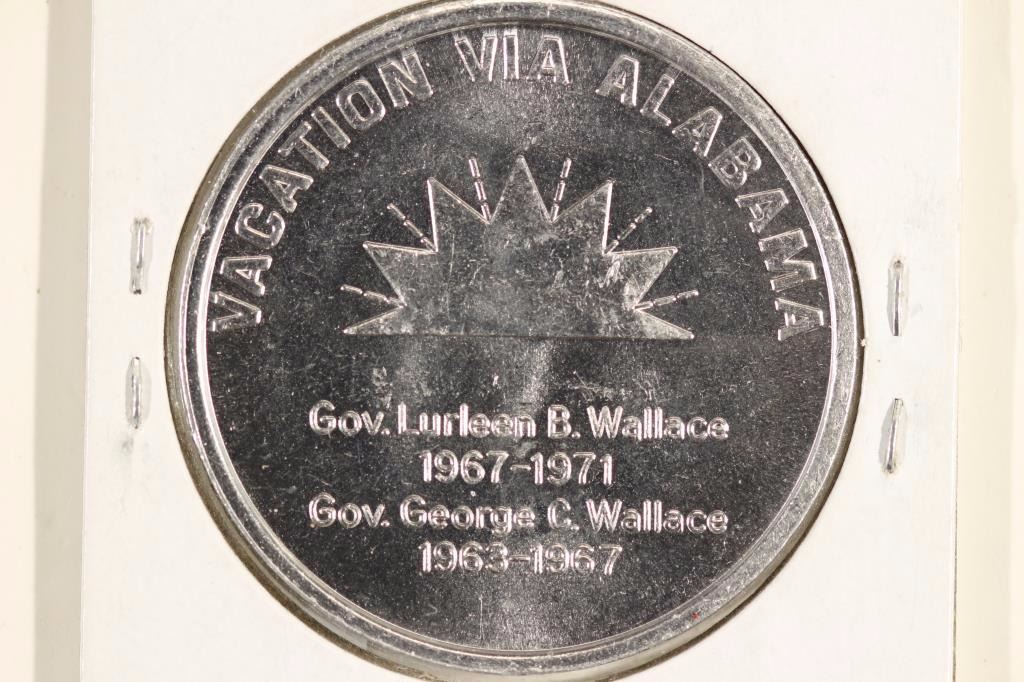 VACATION VIA ALABAMA
Gov. Lurleen B. Wallace
1967-1971
Gov. George C. Wallace
1963-1967